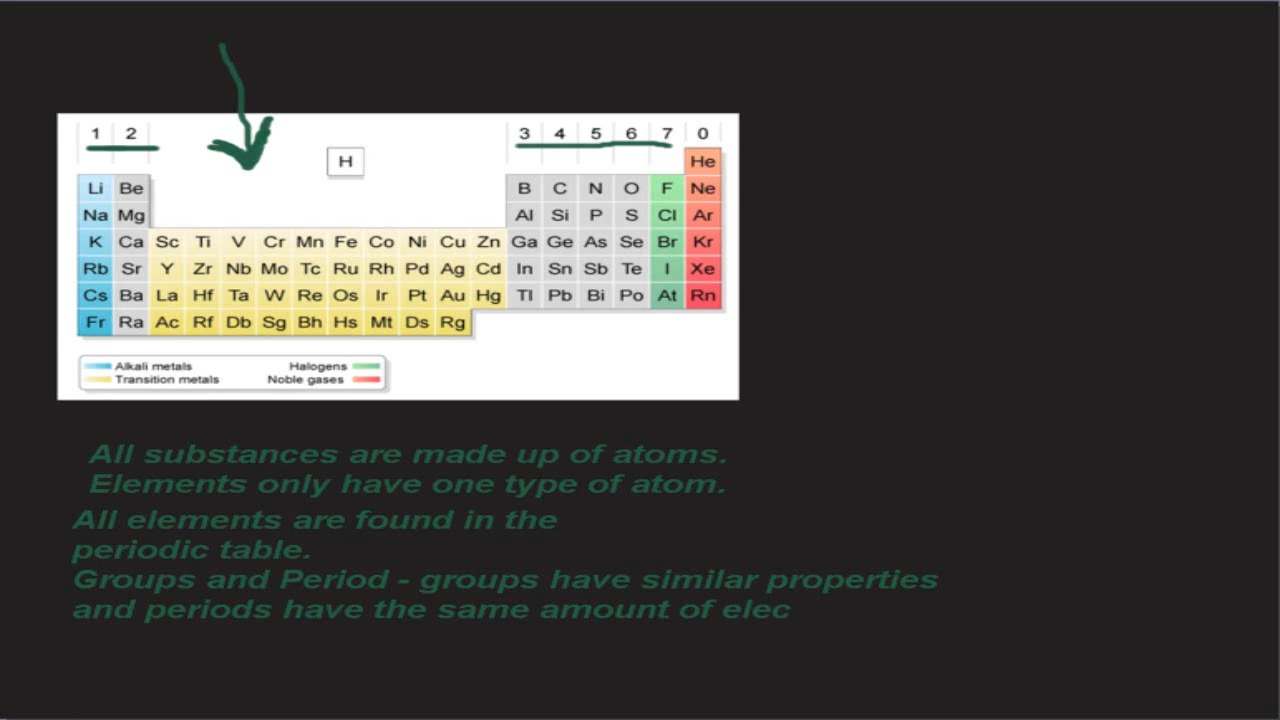 1 2 3 4 5 6 7 0
H He
Li Be B C N O F Ne
Na Mg Al Si P S Cl Ar
K Ca Sc Ti V Cr Mn Fe Co Ni Cu Zn Ga Ge As Se Br Kr
Rb Sr Y Zr Nb Mo Tc Ru Rh Pd Ag Cd In Sn Sb Te I Xe
Cs Ba La Hf Ta W Re Os Ir Pt Au Hg Tl Pb Bi Po At Rn
Fr Ra Ac Rf Db Sg Bh Hs Mt Ds Rg
Alkali metals Halogens
Transition metals Noble gases
All substances are made up of atoms.
Elements only have one type of atom.
All elements are found in the
periodic table.
Groups and Period - groups have similar properties
and periods have the same amount of elec